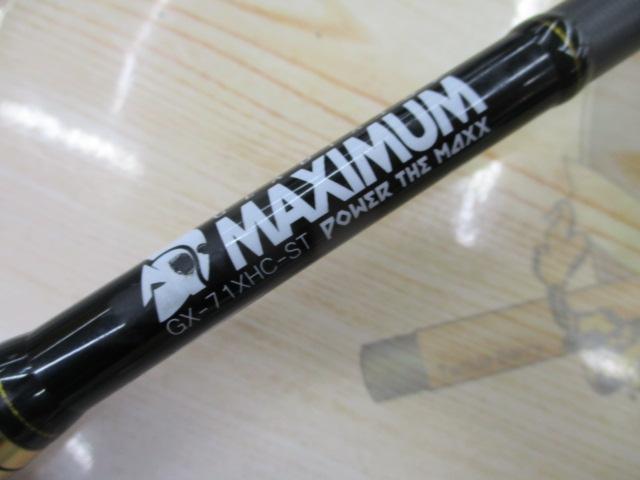 MAXIMUM
POWER THE MAXX
GX-71XHC-ST